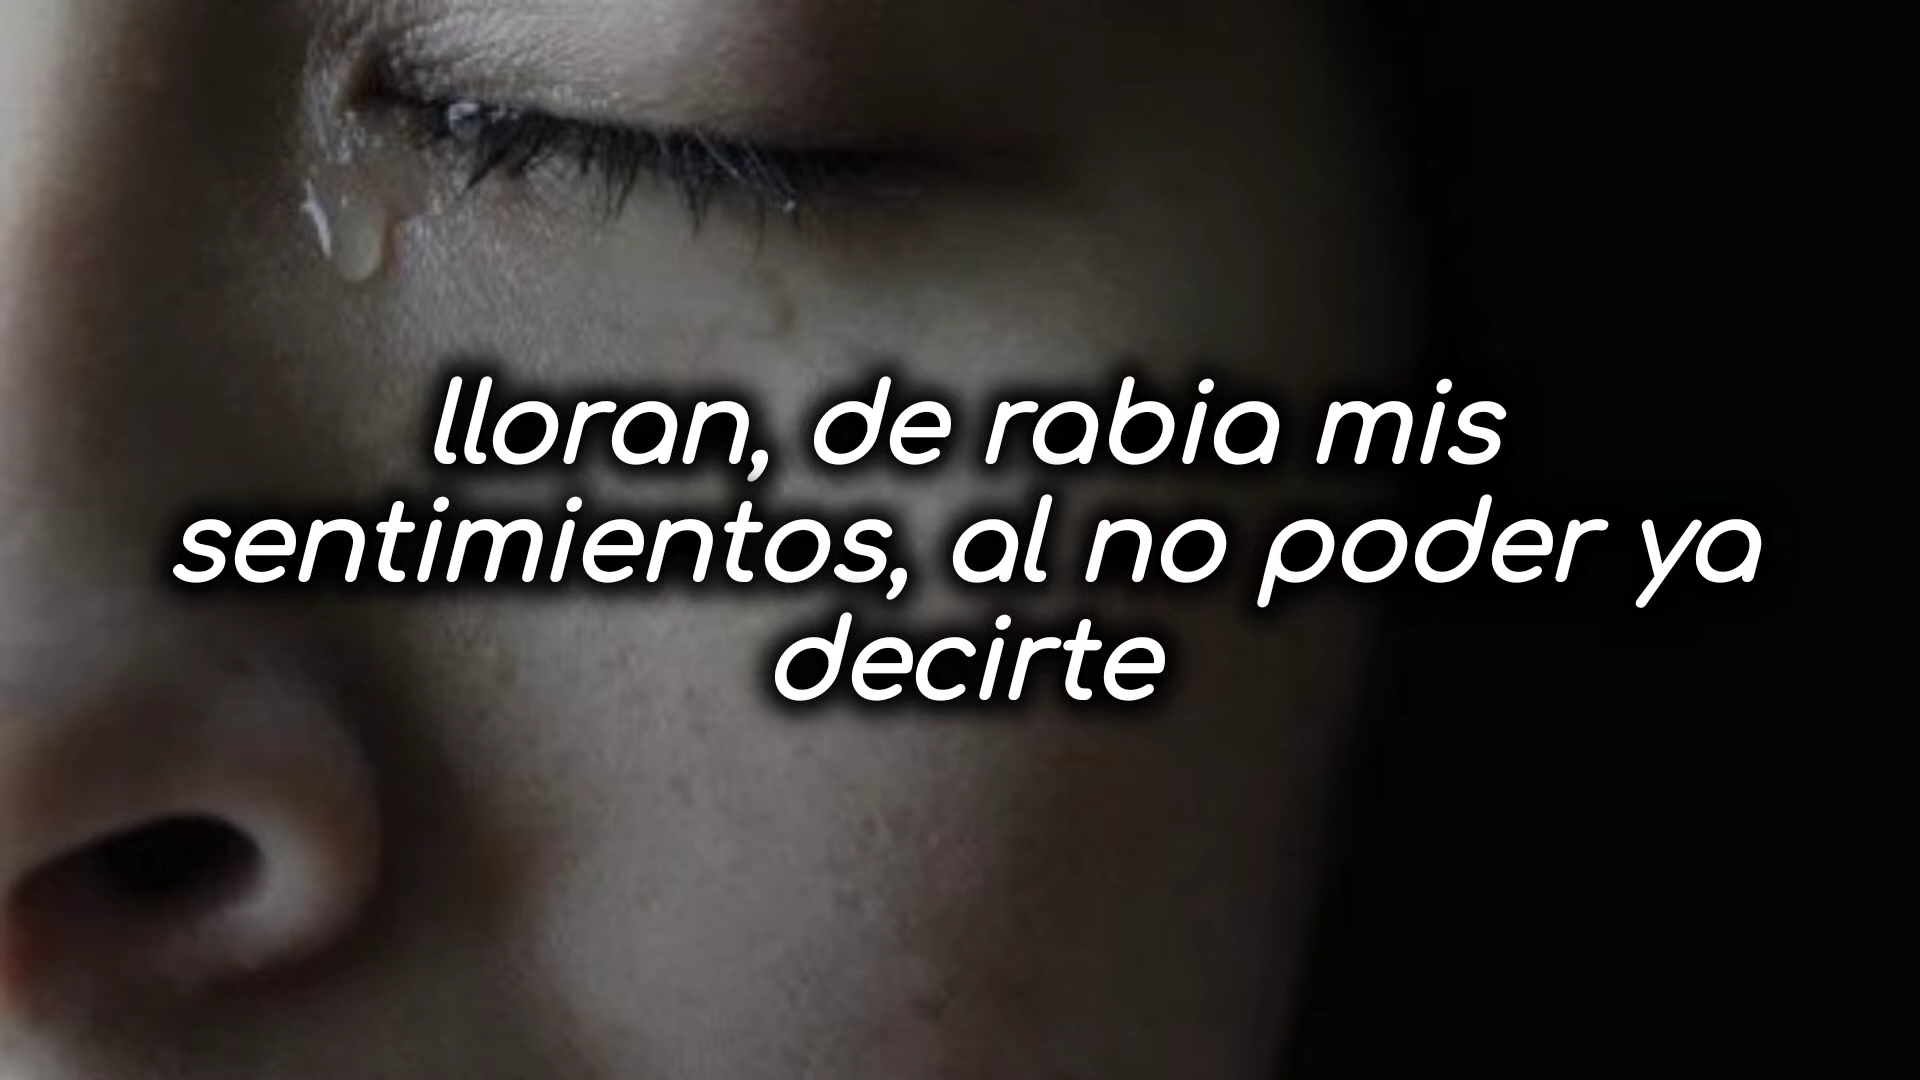 lloran, de rabia mis
sentimientos, al no poder ya
decirte